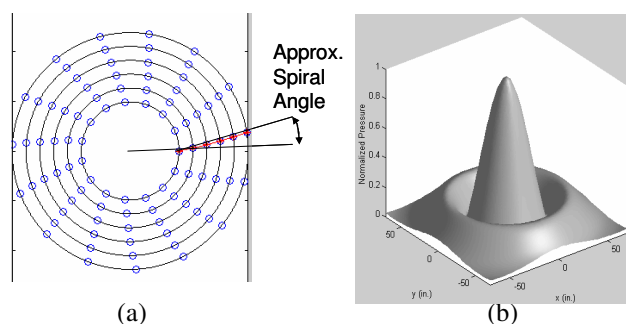 Approx.
Spiral
Angle
(a)
1
0.8
0.6
0.4
0.2
0
Normalized Pressure
50
0
-50
y (in.)
-50
0
50
x (in.)
(b)